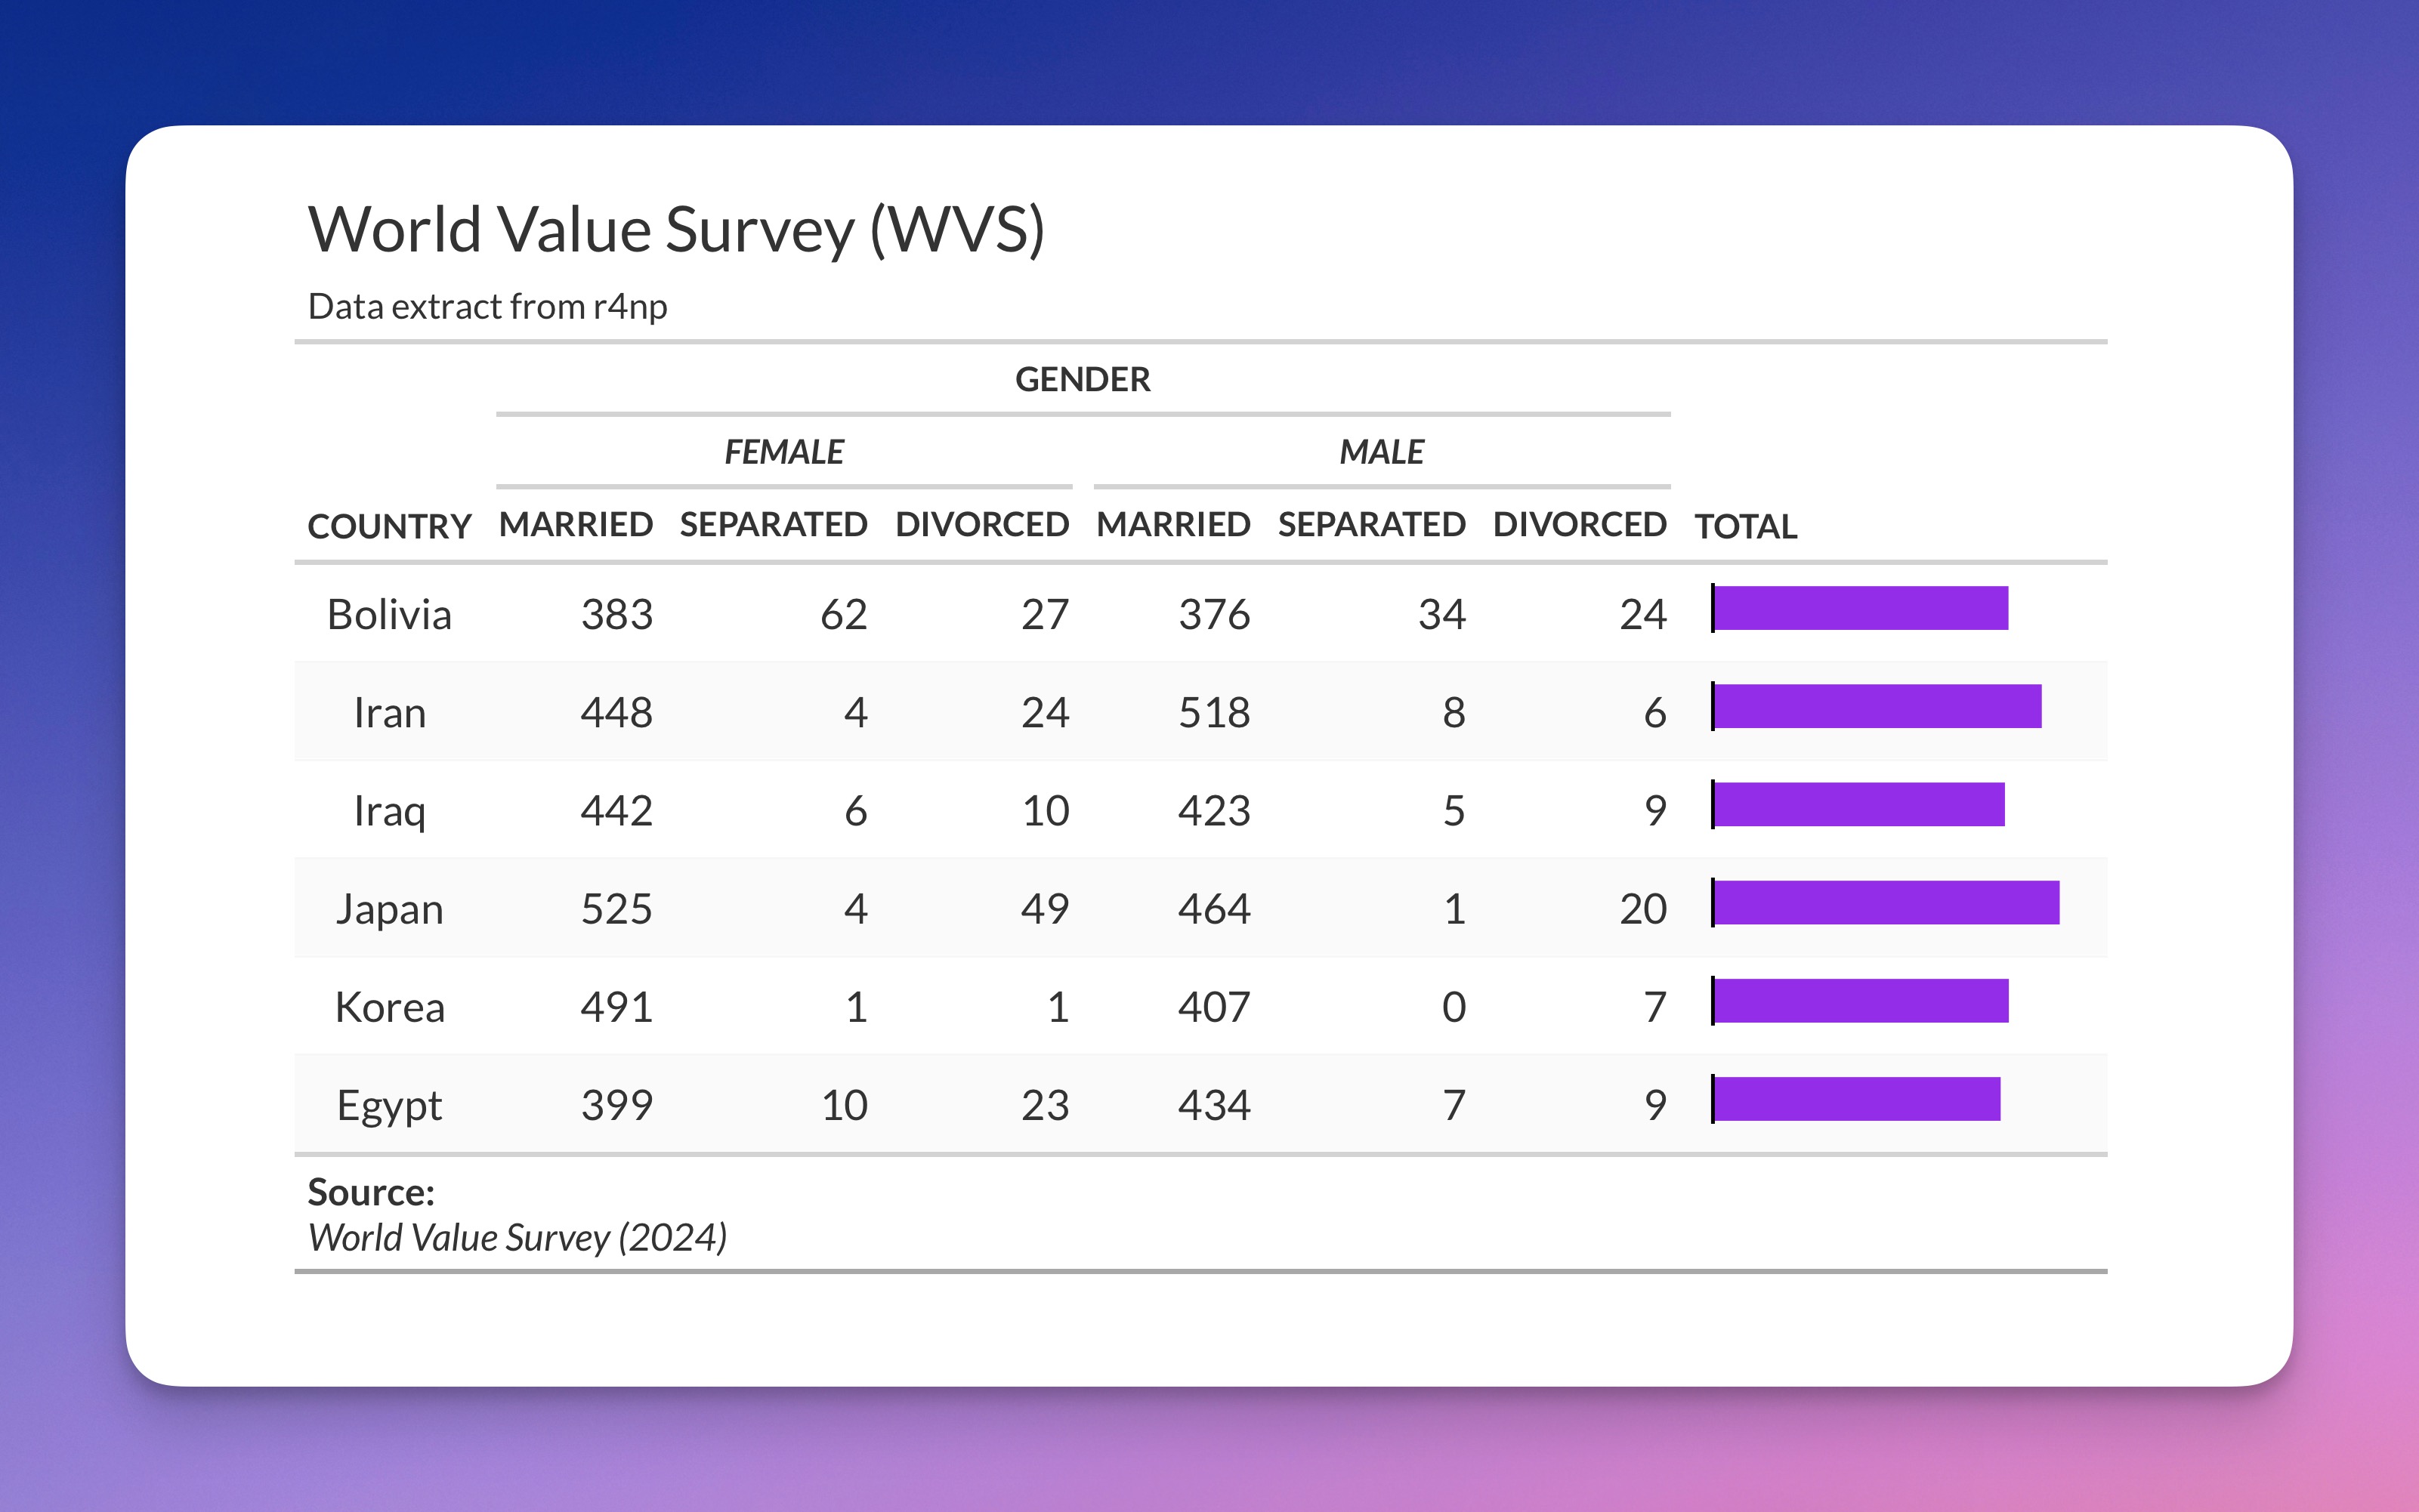 World Value Survey (WVS)
Data extract from r4np
GENDER
FEMALE MALE
COUNTRY MARRIED SEPARATED DIVORCED MARRIED SEPARATED DIVORCED TOTAL
Bolivia 383 62 27 376 34 24
Iran 448 4 24 518 8 6
Iraq 442 6 10 423 5 9
Japan 525 4 49 464 1 20
Korea 491 1 1 407 0 7
Egypt 399 10 23 434 7 9
Source:
World Value Survey (2024)